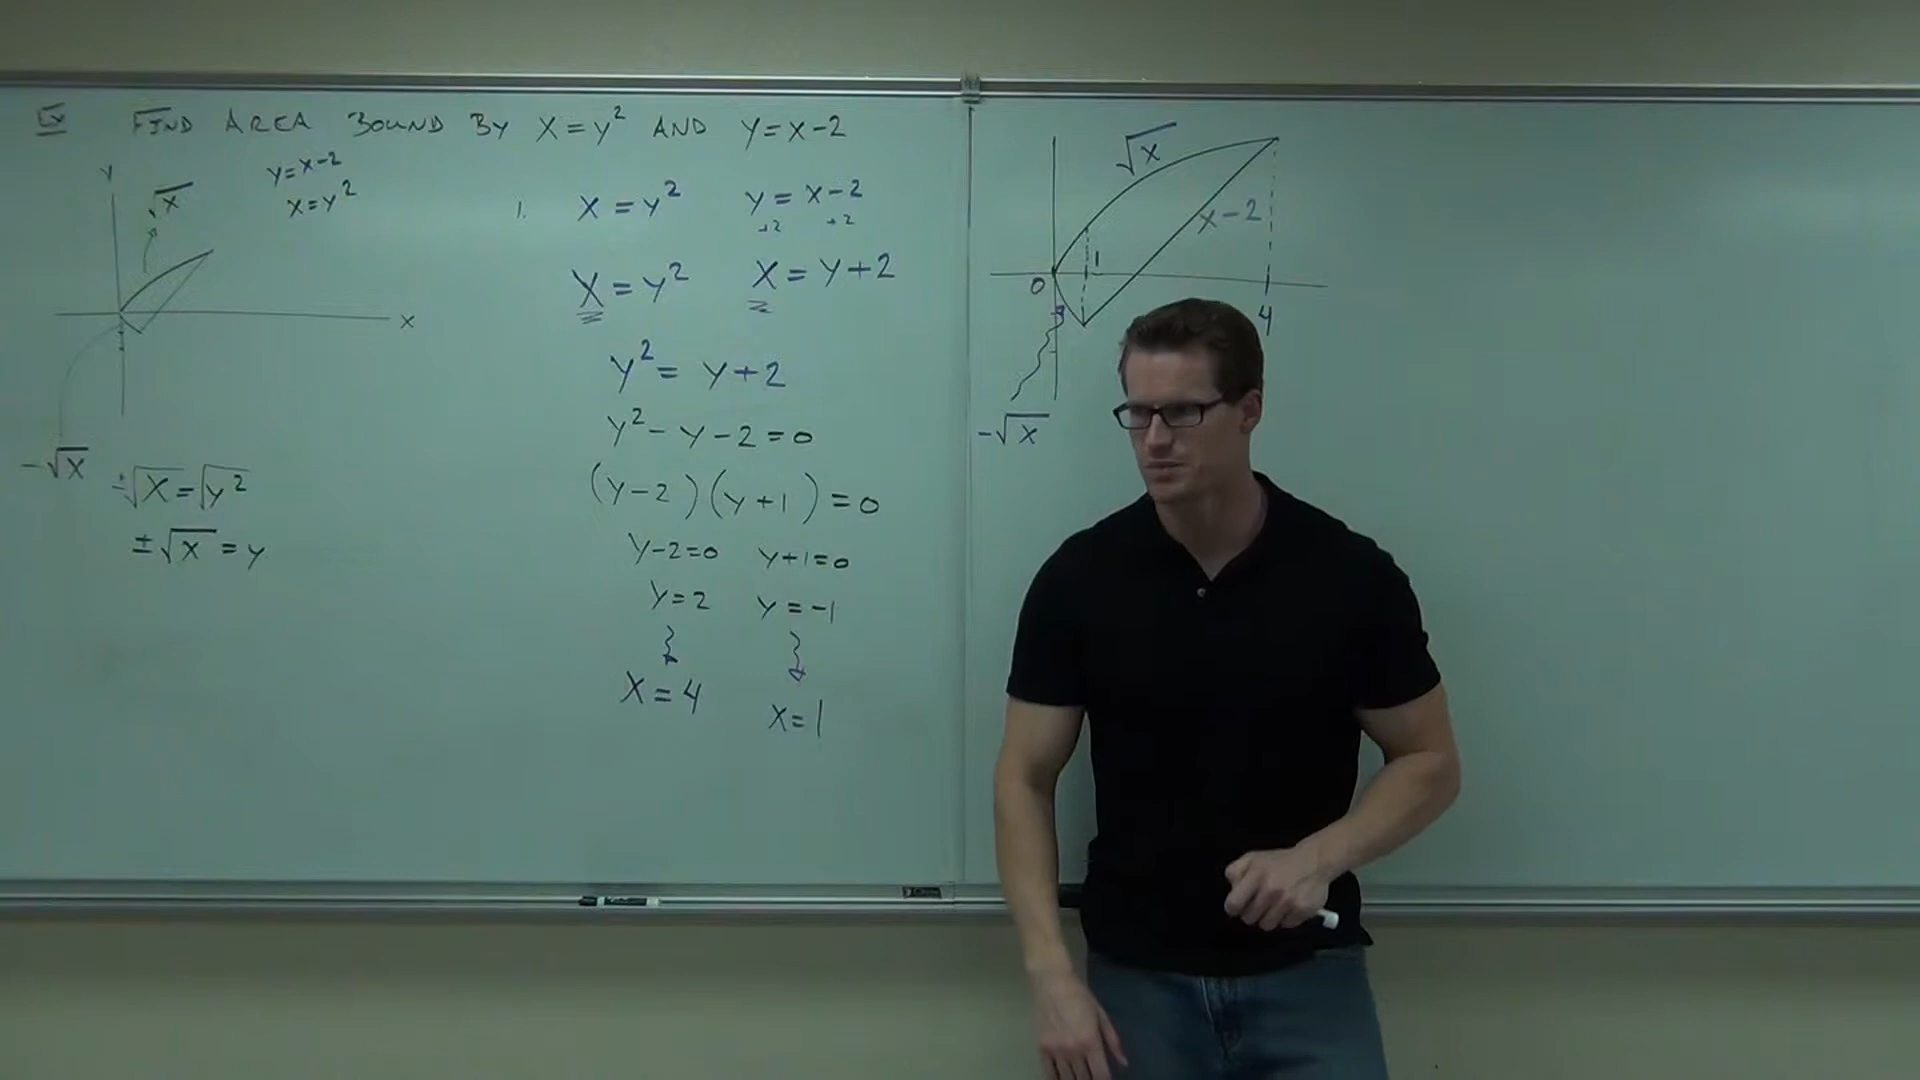 Ex FIND AREA BOUND BY X=y² AND Y=X-2
y
√x
y=x-2
x=y²
x
-√x
±√x=√y²
±√x=y
1. X=y² y=x-2
+2 +2
X=y² X=y+2
y²=y+2
y²-y-2=0
(y-2)(y+1)=0
y-2=0 y+1=0
y=2 y=-1
X=4 X=1
√x
x-2
1
0
4
-√x